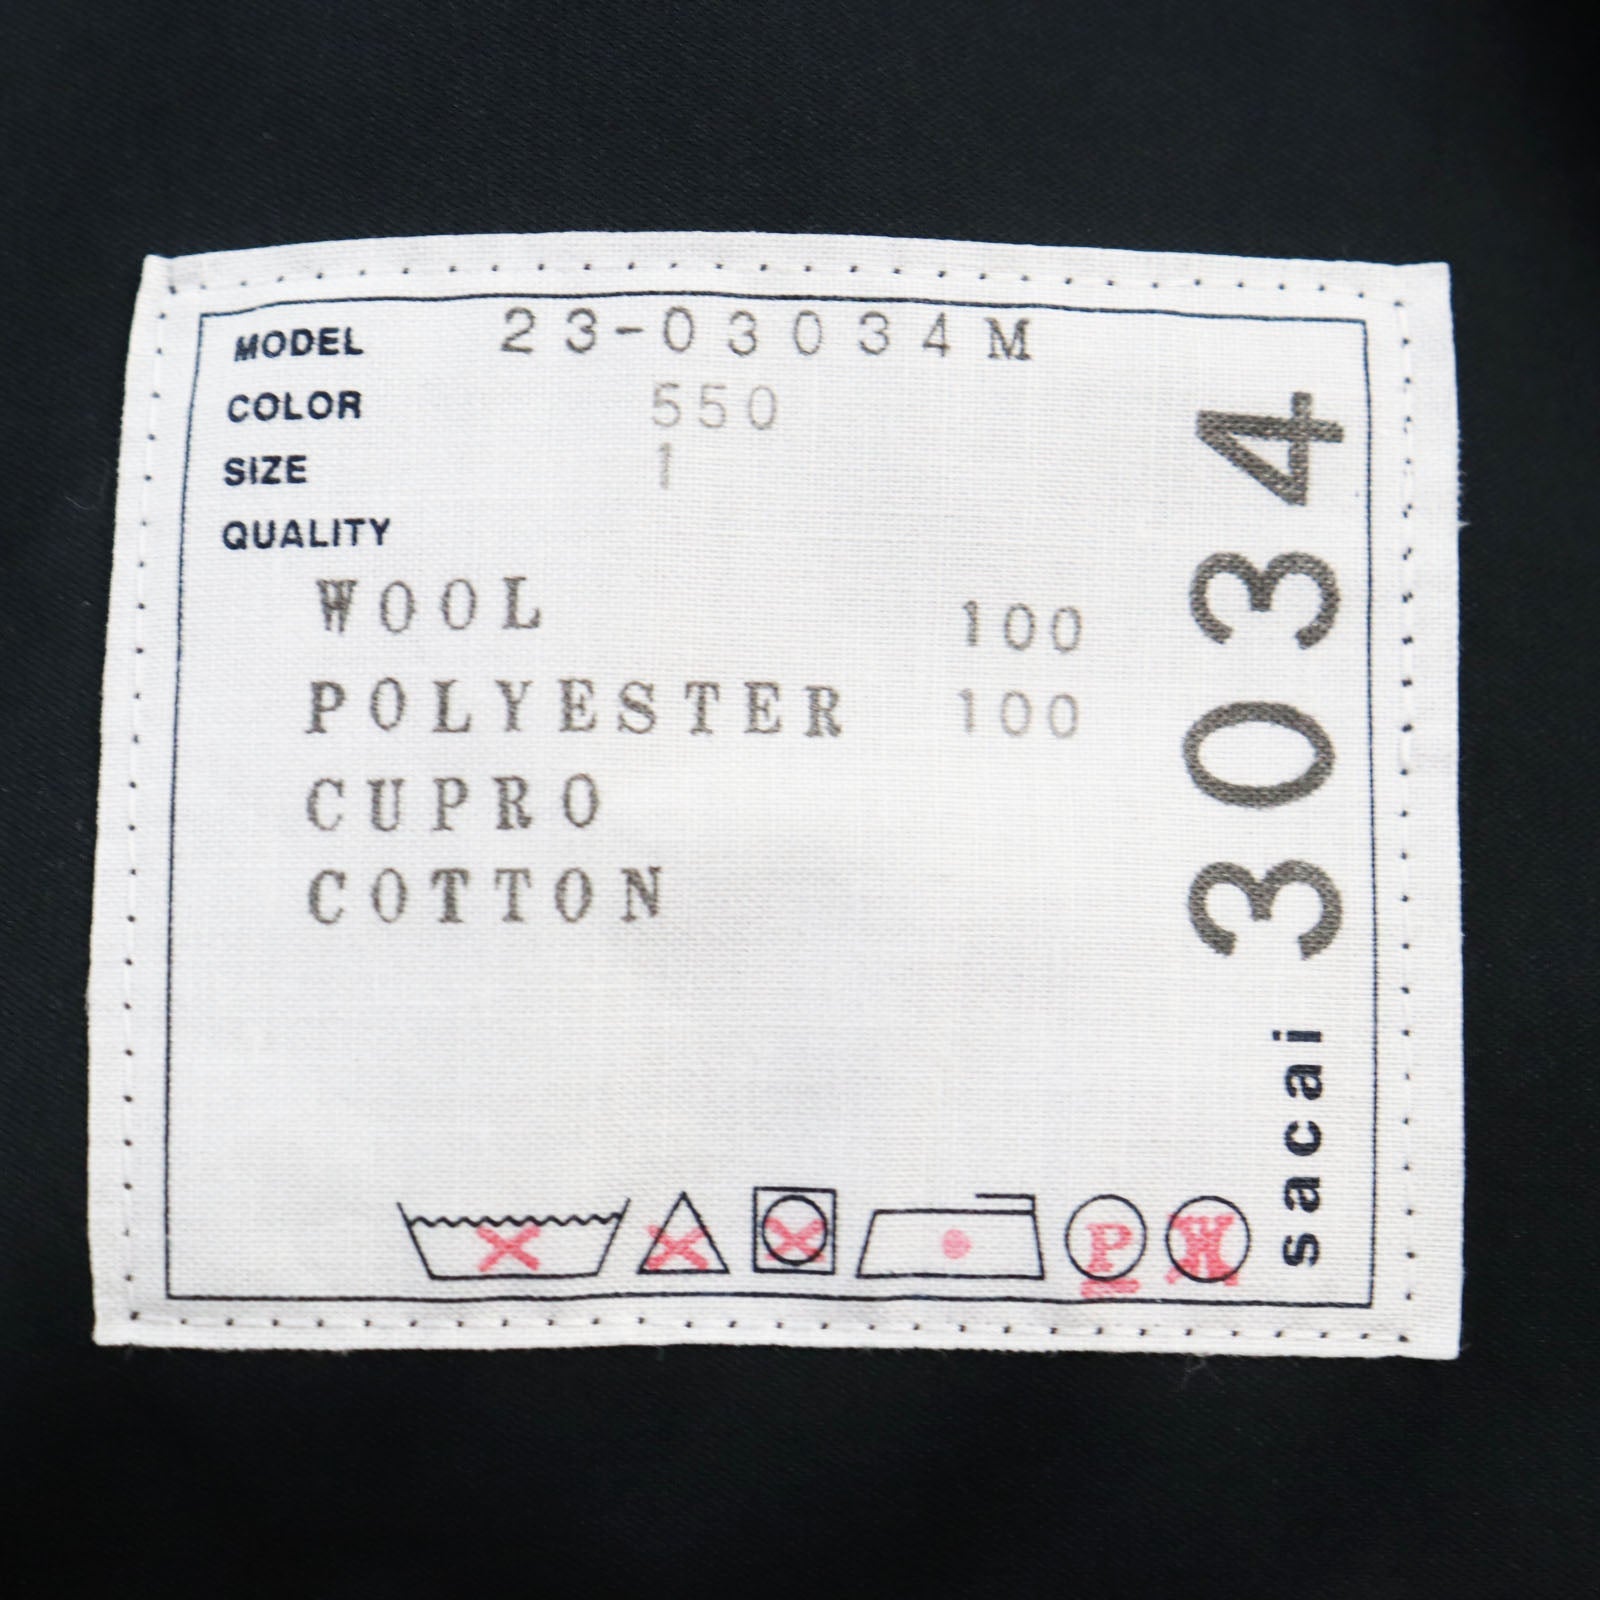 MODEL 23-03034M
COLOR 550
SIZE 1
QUALITY
WOOL 100
POLYESTER 100
CUPRO
COTTON
P W
sacai 3034